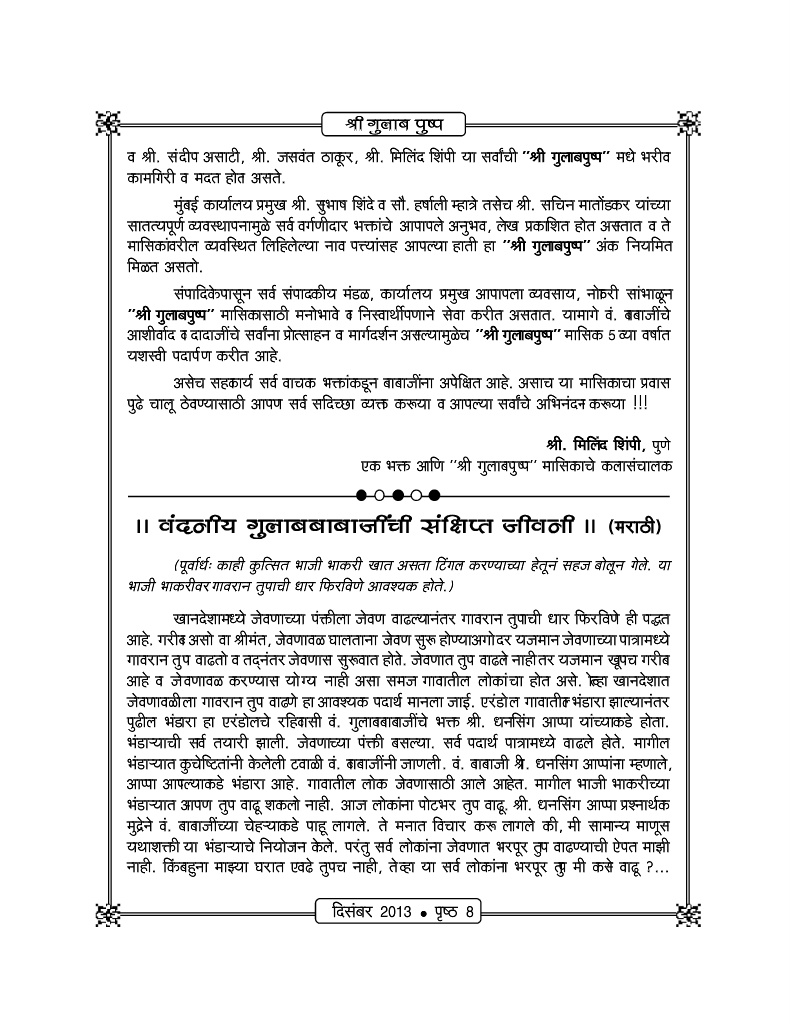 श्री गुलाब पुष्प
व श्री. संदीप असाटी, श्री. जसवंत ठाकूर, श्री. मिलिंद शिंपी या सर्वांची "श्री गुलाबपुष्प" मधे भरीव
कामगिरी व मदत होत असते.
मुंबई कार्यालय प्रमुख श्री. सुभाष शिंदे व सौ. हर्षाली म्हात्रे तसेच श्री. सचिन मातोंडकर यांच्या
सातत्यपूर्ण व्यवस्थापनामुळे सर्व वर्गणीदार भक्तांचे आपापले अनुभव, लेख प्रकाशित होत असतात व ते
मासिकांवरील व्यवस्थित लिहिलेल्या नाव पत्त्यांसह आपल्या हाती हा "श्री गुलाबपुष्प" अंक नियमित
मिळत असतो.
संपादिकेपासून सर्व संपादकीय मंडळ, कार्यालय प्रमुख आपापला व्यवसाय, नोकरी सांभाळून
"श्री गुलाबपुष्प" मासिकासाठी मनोभावे व निस्वार्थीपणाने सेवा करीत असतात. यामागे वं. बाबाजींचे
आशीर्वाद व दादाजींचे सर्वांना प्रोत्साहन व मार्गदर्शन असल्यामुळेच "श्री गुलाबपुष्प" मासिक 5 व्या वर्षात
यशस्वी पदार्पण करीत आहे.
असेच सहकार्य सर्व वाचक भक्तांकडून बाबाजींना अपेक्षित आहे. असाच या मासिकाचा प्रवास
पुढे चालू ठेवण्यासाठी आपण सर्व सदिच्छा व्यक्त करूया व आपल्या सर्वांचे अभिनंदन करूया !!!
श्री. मिलिंद शिंपी, पुणे
एक भक्त आणि "श्री गुलाबपुष्प" मासिकाचे कलासंचालक
।। वंदनीय गुलाबबाबाजींची संक्षिप्त जीवनी ।। (मराठी)
(पूर्वार्धः काही कुत्सित भाजी भाकरी खात असता टिंगल करण्याच्या हेतूनं सहज बोलून गेले. या
भाजी भाकरीवर गावरान तुपाची धार फिरविणे आवश्यक होते.)
खानदेशामध्ये जेवणाच्या पंक्तीला जेवण वाढल्यानंतर गावरान तुपाची धार फिरविणे ही पद्धत
आहे. गरीब असो वा श्रीमंत, जेवणावळ घालताना जेवण सुरू होण्याअगोदर यजमान जेवणाच्या पात्रामध्ये
गावरान तुप वाढतो व तद्नंतर जेवणास सुरूवात होते. जेवणात तुप वाढले नाही तर यजमान खूपच गरीब
आहे व जेवणावळ करण्यास योग्य नाही असा समज गावातील लोकांचा होत असे. तेव्हा खानदेशात
जेवणावळीला गावरान तुप वाढणे हा आवश्यक पदार्थ मानला जाई. एरंडोल गावातील भंडारा झाल्यानंतर
पुढील भंडारा हा एरंडोलचे रहिवासी वं. गुलाबबाबाजींचे भक्त श्री. धनसिंग आप्पा यांच्याकडे होता.
भंडाऱ्याची सर्व तयारी झाली. जेवणाच्या पंक्ती बसल्या. सर्व पदार्थ पात्रामध्ये वाढले होते. मागील
भंडाऱ्यात कुचेष्टितांनी केलेली टवाळी वं. बाबाजींनी जाणली. वं. बाबाजी श्री. धनसिंग आप्पांना म्हणाले,
आप्पा आपल्याकडे भंडारा आहे. गावातील लोक जेवणासाठी आले आहेत. मागील भाजी भाकरीच्या
भंडाऱ्यात आपण तुप वाढू शकलो नाही. आज लोकांना पोटभर तुप वाढू. श्री. धनसिंग आप्पा प्रश्नार्थक
मुद्रेने वं. बाबाजींच्या चेहऱ्याकडे पाहू लागले. ते मनात विचार करू लागले की, मी सामान्य माणूस
यथाशक्ती या भंडाऱ्याचे नियोजन केले. परंतु सर्व लोकांना जेवणात भरपूर तुप वाढण्याची ऐपत माझी
नाही. किंबहुना माझ्या घरात एवढे तुपच नाही, तेव्हा या सर्व लोकांना भरपूर तुप मी कसे वाढू ?...
दिसंबर 2013 ● पृष्ठ 8